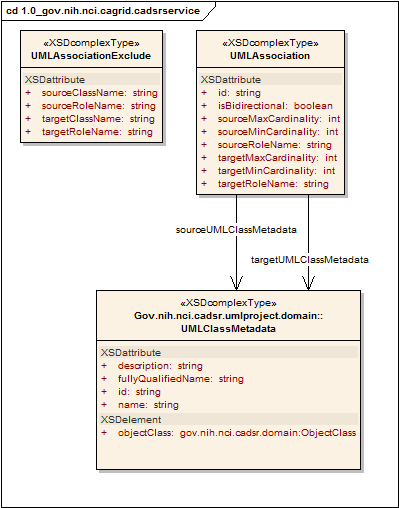 cd 1.0_gov.nih.nci.cagrid.cadsrservice
«XSDcomplexType»
UMLAssociationExclude
XSDattribute
+ sourceClassName: string
+ sourceRoleName: string
+ targetClassName: string
+ targetRoleName: string
«XSDcomplexType»
UMLAssociation
XSDattribute
+ id: string
+ isBidirectional: boolean
+ sourceMaxCardinality: int
+ sourceMinCardinality: int
+ sourceRoleName: string
+ targetMaxCardinality: int
+ targetMinCardinality: int
+ targetRoleName: string
sourceUMLClassMetadata
targetUMLClassMetadata
«XSDcomplexType»
Gov.nih.nci.cadsr.umlproject.domain::
UMLClassMetadata
XSDattribute
+ description: string
+ fullyQualifiedName: string
+ id: string
+ name: string
XSDelement
+ objectClass: gov.nih.nci.cadsr.domain:ObjectClass